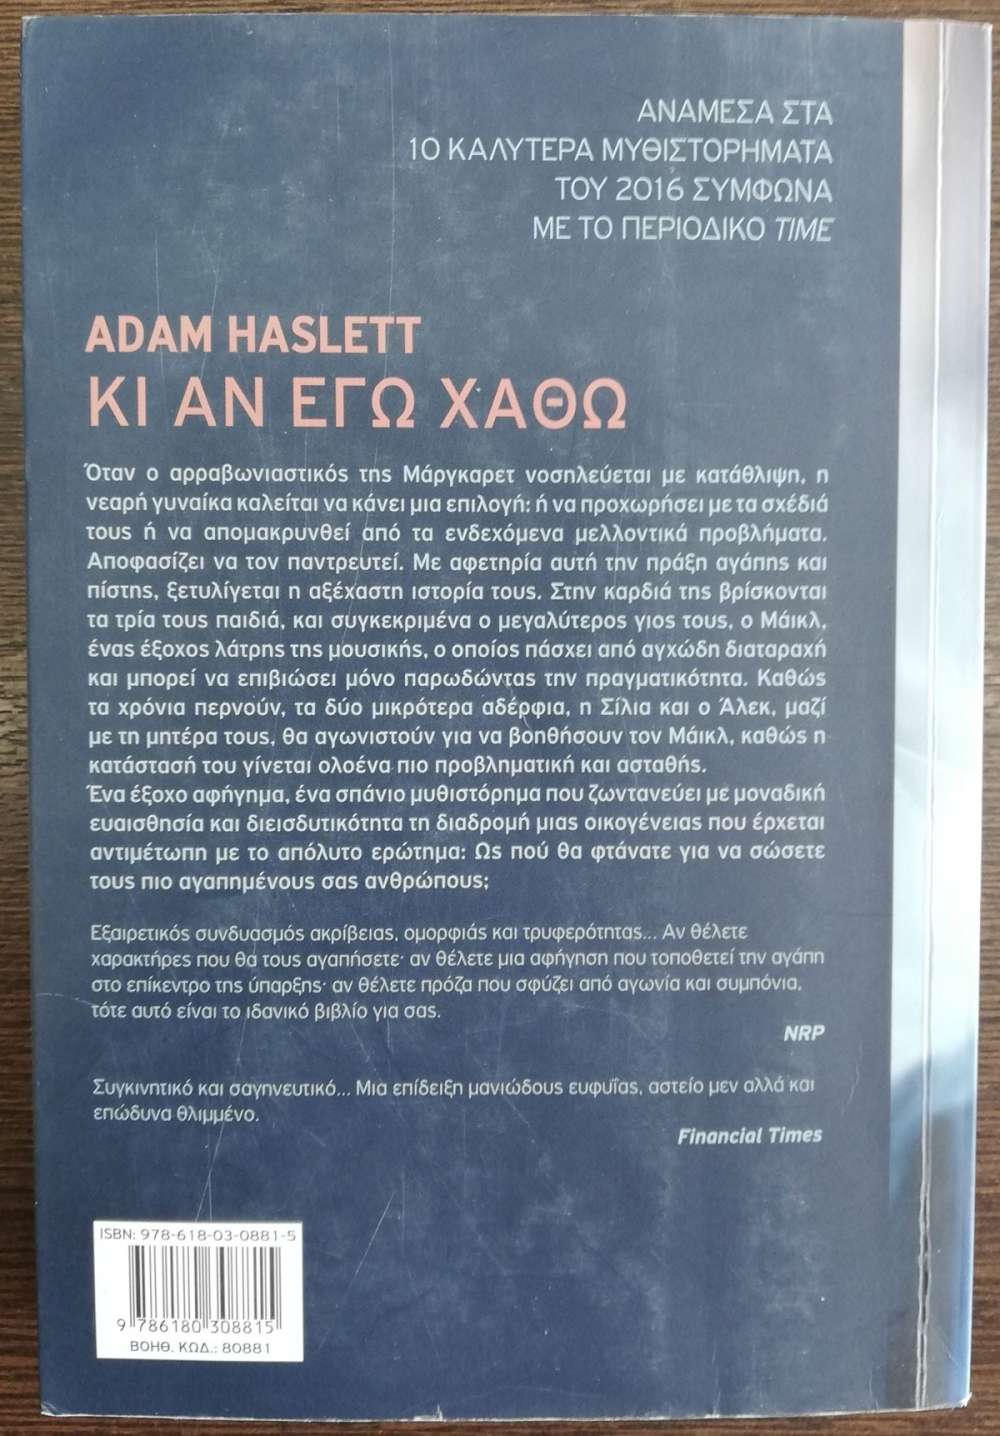 ΑΝΑΜΕΣΑ ΣΤΑ
10 ΚΑΛΥΤΕΡΑ ΜΥΘΙΣΤΟΡΗΜΑΤΑ
ΤΟΥ 2016 ΣΥΜΦΩΝΑ
ΜΕ ΤΟ ΠΕΡΙΟΔΙΚΟ TIME
ADAM HASLETT
ΚΙ ΑΝ ΕΓΩ ΧΑΘΩ
Όταν ο αρραβωνιαστικός της Μάργκαρετ νοσηλεύεται με κατάθλιψη, η
νεαρή γυναίκα καλείται να κάνει μια επιλογή: ή να προχωρήσει με τα σχέδιά
τους ή να απομακρυνθεί από τα ενδεχόμενα μελλοντικά προβλήματα.
Αποφασίζει να τον παντρευτεί. Με αφετηρία αυτή την πράξη αγάπης και
πίστης, ξετυλίγεται η αξέχαστη ιστορία τους. Στην καρδιά της βρίσκονται
τα τρία τους παιδιά, και συγκεκριμένα ο μεγαλύτερος γιος τους, ο Μάικλ,
ένας έξοχος λάτρης της μουσικής, ο οποίος πάσχει από αγχώδη διαταραχή
και μπορεί να επιβιώσει μόνο παρωδώντας την πραγματικότητα. Καθώς
τα χρόνια περνούν, τα δύο μικρότερα αδέρφια, η Σίλια και ο Άλεκ, μαζί
με τη μητέρα τους, θα αγωνιστούν για να βοηθήσουν τον Μάικλ, καθώς η
κατάστασή του γίνεται ολοένα πιο προβληματική και ασταθής.
Ένα έξοχο αφήγημα, ένα σπάνιο μυθιστόρημα που ζωντανεύει με μοναδική
ευαισθησία και διεισδυτικότητα τη διαδρομή μιας οικογένειας που έρχεται
αντιμέτωπη με το απόλυτο ερώτημα: Ως πού θα φτάνατε για να σώσετε
τους πιο αγαπημένους σας ανθρώπους;
Εξαιρετικός συνδυασμός ακρίβειας, ομορφιάς και τρυφερότητας... Αν θέλετε
χαρακτήρες που θα τους αγαπήσετε· αν θέλετε μια αφήγηση που τοποθετεί την αγάπη
στο επίκεντρο της ύπαρξης· αν θέλετε πρόζα που σφύζει από αγωνία και συμπόνια,
τότε αυτό είναι το ιδανικό βιβλίο για σας.
NRP
Συγκινητικό και σαγηνευτικό... Μια επίδειξη μανιώδους ευφυΐας, αστείο μεν αλλά και
επώδυνα θλιμμένο.
Financial Times
ISBN: 978-618-03-0881-5
9 786180 308815
ΒΟΗΘ. ΚΩΔ.: 80881